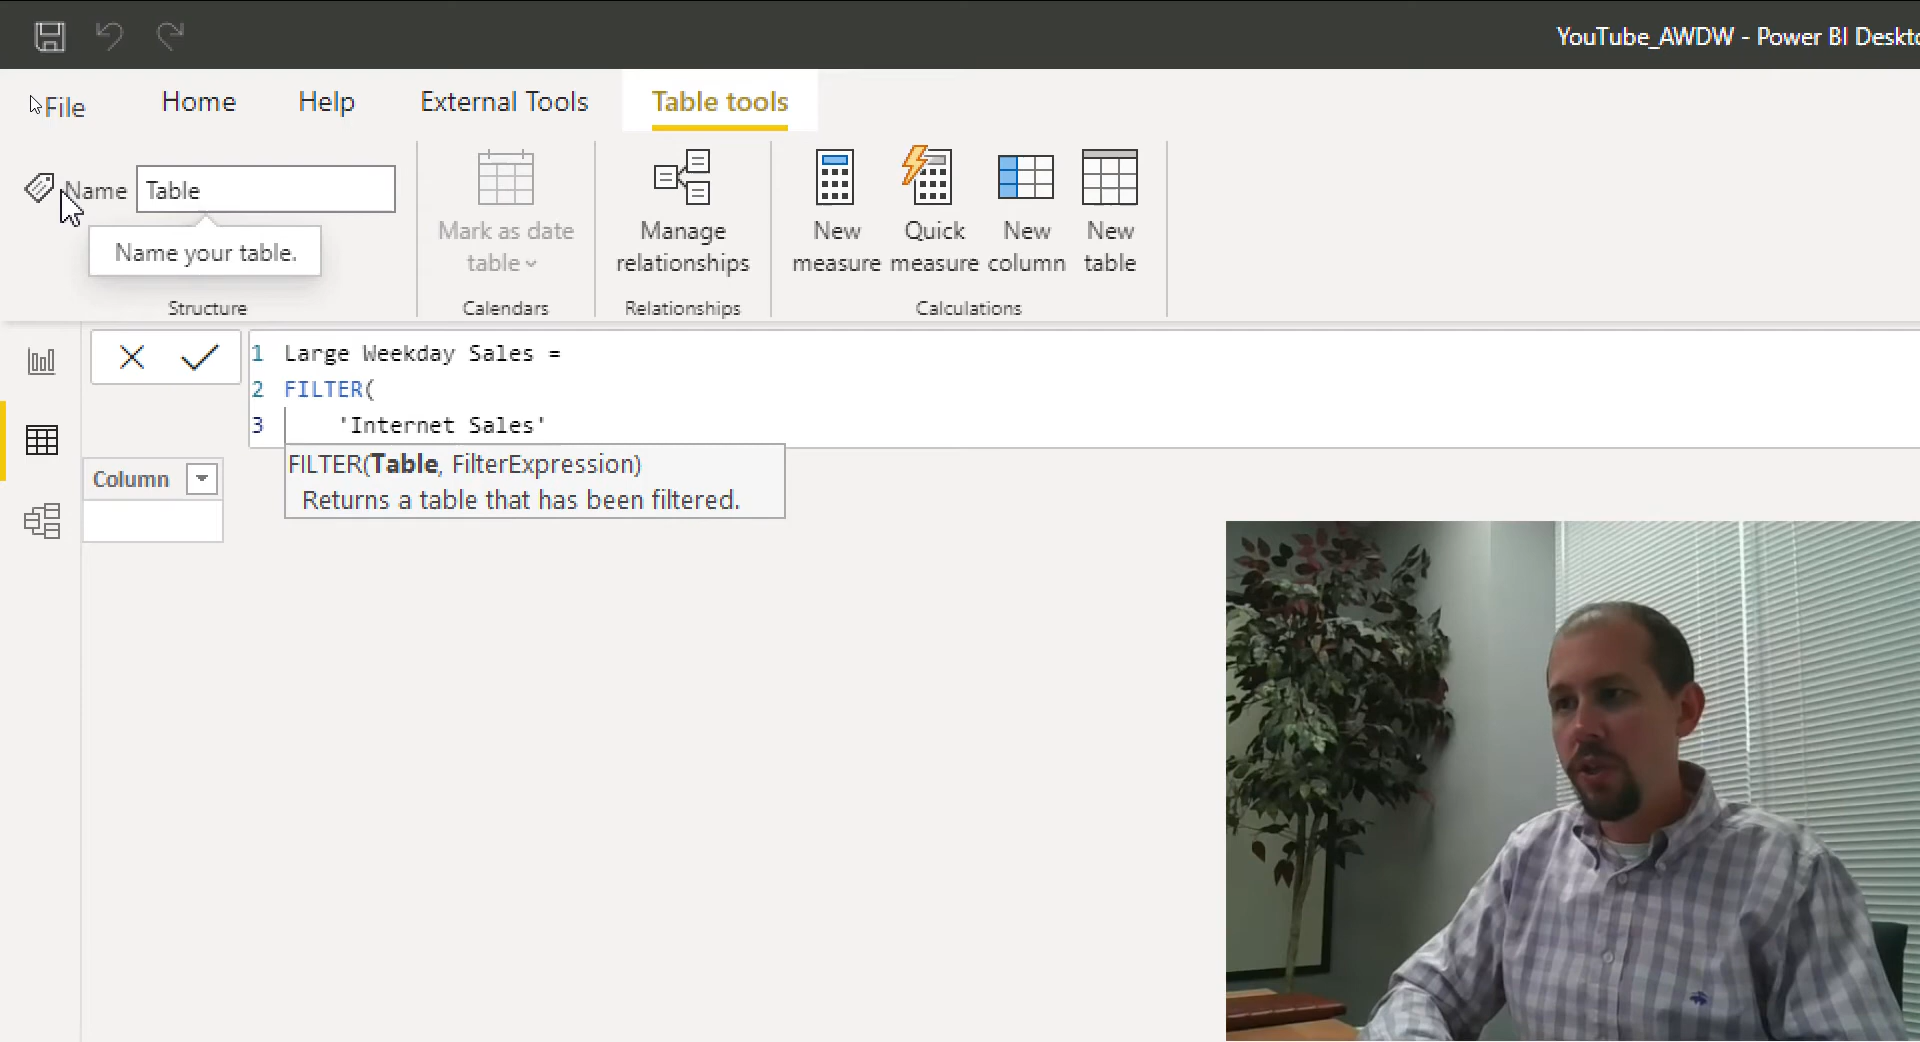 YouTube_AWDW - Power BI Deskto
File Home Help External Tools Table tools
Name Table
Name your table.
Structure
Mark as date
table
Calendars
Manage
relationships
Relationships
New
measure
Quick
measure
New
column
New
table
Calculations
1 Large Weekday Sales =
2 FILTER(
3 'Internet Sales'
FILTER(Table, FilterExpression)
Returns a table that has been filtered.
Column